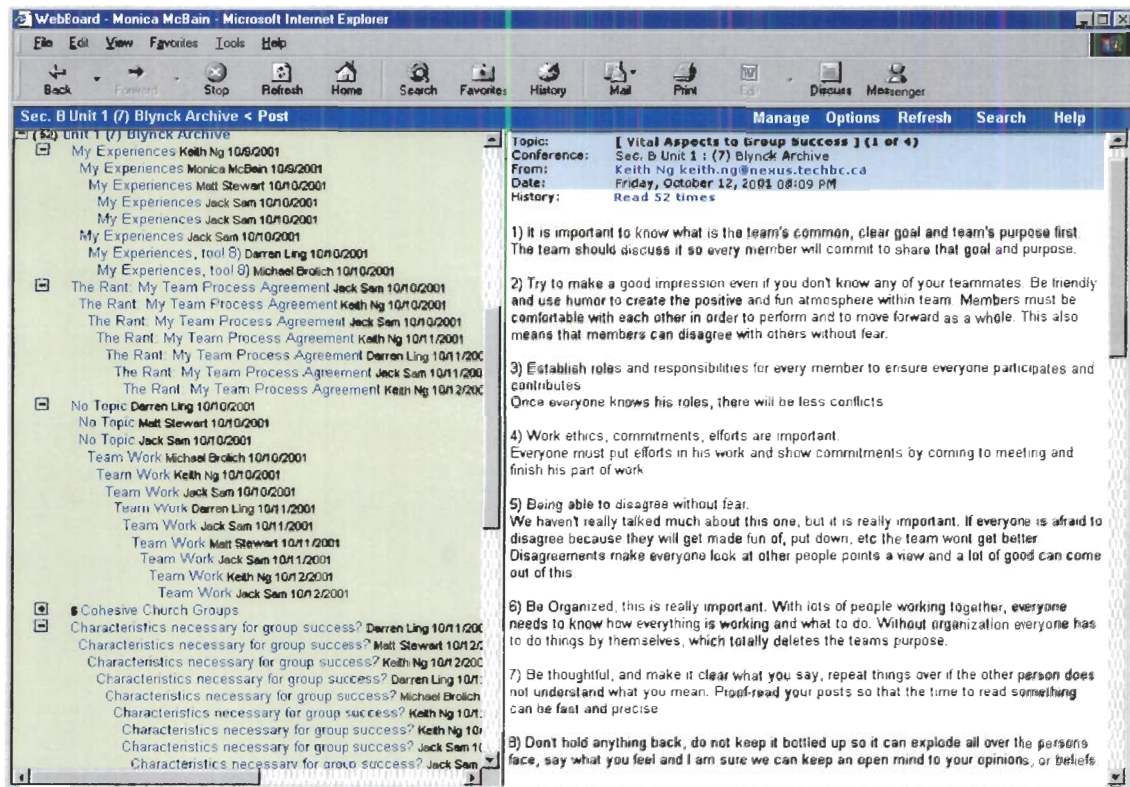 WebBoard - Monica McBain - Microsoft Internet Explorer
File Edit View Favorites Tools Help
Back Forward Stop Refresh Home Search Favorites History Mail Print Edit Discuss Messenger
Sec. B Unit 1 (7) Blynck Archive < Post
Manage Options Refresh Search Help
(52) Unit 1 (7) Blynck Archive
My Experiences Keith Ng 10/9/2001
My Experiences Monica McBain 10/9/2001
My Experiences Matt Stewart 10/10/2001
My Experiences Jack Sam 10/10/2001
My Experiences Jack Sam 10/10/2001
My Experiences Jack Sam 10/10/2001
My Experiences, tool 8) Darren Ling 10/10/2001
My Experiences, tool 8) Michael Brolich 10/10/2001
The Rant: My Team Process Agreement Jack Sam 10/10/2001
The Rant: My Team Process Agreement Keith Ng 10/10/2001
The Rant: My Team Process Agreement Jack Sam 10/10/2001
The Rant: My Team Process Agreement Keith Ng 10/11/2001
The Rant: My Team Process Agreement Darren Ling 10/11/200
The Rant: My Team Process Agreement Jack Sam 10/11/200
The Rant: My Team Process Agreement Keith Ng 10/12/200
No Topic Darren Ling 10/10/2001
No Topic Matt Stewart 10/10/2001
No Topic Jack Sam 10/10/2001
Team Work Michael Brolich 10/10/2001
Team Work Keith Ng 10/10/2001
Team Work Jack Sam 10/10/2001
Team Work Darren Ling 10/11/2001
Team Work Jack Sam 10/11/2001
Team Work Matt Stewart 10/11/2001
Team Work Jack Sam 10/11/2001
Team Work Keith Ng 10/12/2001
Team Work Jack Sam 10/12/2001
6 Cohesive Church Groups
Characteristics necessary for group success? Darren Ling 10/11/200
Characteristics necessary for group success? Matt Stewart 10/12/2
Characteristics necessary for group success? Keith Ng 10/12/200
Characteristics necessary for group success? Darren Ling 10/1
Characteristics necessary for group success? Michael Brolich
Characteristics necessary for group success? Keith Ng 10/1
Characteristics necessary for group success? Keith Ng 10/
Characteristics necessary for group success? Jack Sam 1
Characteristics necessary for group success? Jack Sam
Topic: [ Vital Aspects to Group Success ] (1 of 4)
Conference: Sec. B Unit 1 : (7) Blynck Archive
From: Keith Ng keith.ng@nexus.techbc.ca
Date: Friday, October 12, 2001 08:09 PM
History: Read 52 times
1) It is important to know what is the team's common, clear goal and team's purpose first.
The team should discuss it so every member will commit to share that goal and purpose.
2) Try to make a good impression even if you don't know any of your teammates. Be friendly
and use humor to create the positive and fun atmosphere within team. Members must be
comfortable with each other in order to perform and to move forward as a whole. This also
means that members can disagree with others without fear.
3) Establish roles and responsibilities for every member to ensure everyone participates and
contributes
Once everyone knows his roles, there will be less conflicts
4) Work ethics, commitments, efforts are important.
Everyone must put efforts in his work and show commitments by coming to meeting and
finish his part of work
5) Being able to disagree without fear.
We haven't really talked much about this one, but it is really important. If everyone is afraid to
disagree because they will get made fun of, put down, etc the team wont get better.
Disagreements make everyone look at other people points a view and a lot of good can come
out of this.
6) Be Organized, this is really important. With lots of people working together, everyone
needs to know how everything is working and what to do. Without organization everyone has
to do things by themselves, which totally deletes the teams purpose.
7) Be thoughtful, and make it clear what you say, repeat things over if the other person does
not understand what you mean. Proof-read your posts so that the time to read something
can be fast and precise
8) Don't hold anything back, do not keep it bottled up so it can explode all over the persons
face, say what you feel and I am sure we can keep an open mind to your opinions, or beliefs.